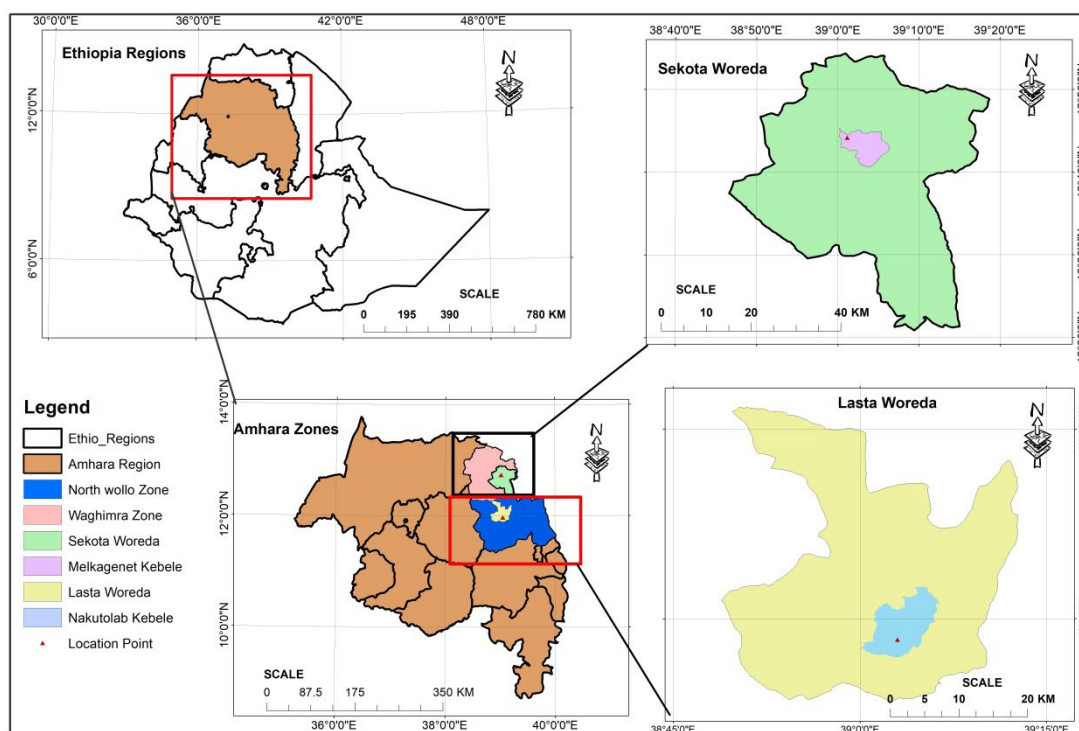 30°0'0"E
36°0'0"E
42°0'0"E
48°0'0"E
Ethiopia Regions
N
12°0'0"N
6°0'0"N
SCALE
0 195 390 780 KM
38°40'0"E 38°50'0"E 39°0'0"E 39°10'0"E 39°20'0"E
Sekota Woreda
N
SCALE
0 10 20 40 KM
Legend
Ethio_Regions
Amhara Region
North wollo Zone
Waghimra Zone
Sekota Woreda
Melkagenet Kebele
Lasta Woreda
Nakutolab Kebele
Location Point
Amhara Zones
N
14°0'0"N
12°0'0"N
10°0'0"N
SCALE
0 87.5 175 350 KM
36°0'0"E 38°0'0"E 40°0'0"E
Lasta Woreda
N
SCALE
0 5 10 20 KM
38°45'0"E 39°0'0"E 39°15'0"E